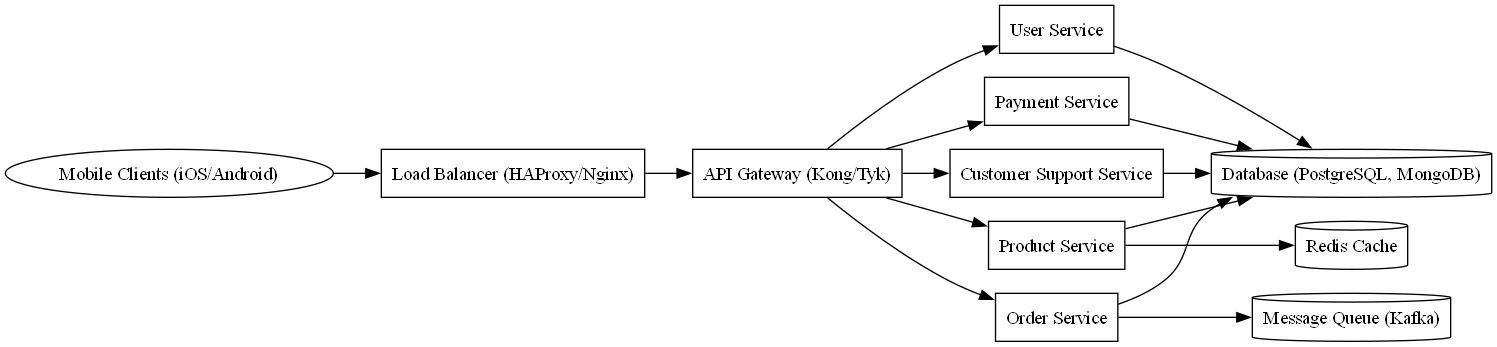 Mobile Clients (iOS/Android)
Load Balancer (HAProxy/Nginx)
API Gateway (Kong/Tyk)
User Service
Payment Service
Customer Support Service
Product Service
Order Service
Database (PostgreSQL, MongoDB)
Redis Cache
Message Queue (Kafka)